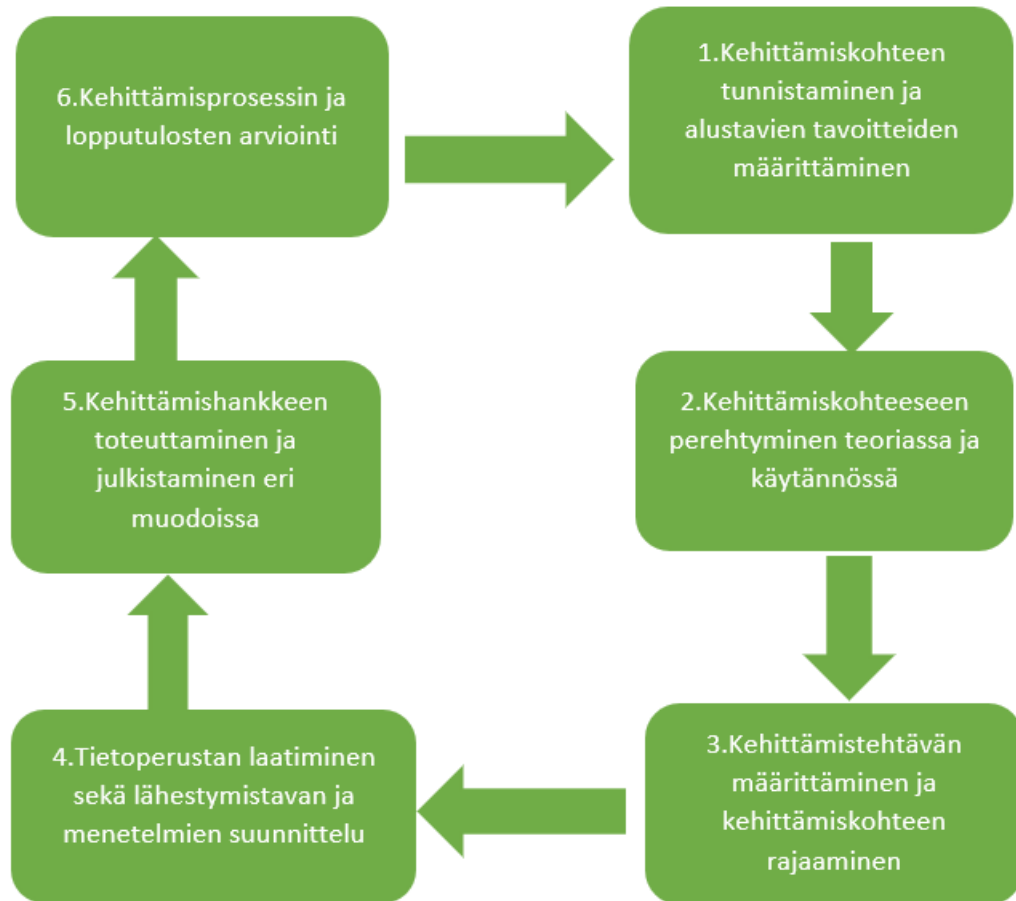 1.Kehittämiskohteen
tunnistaminen ja
alustavien tavoitteiden
määrittäminen
2.Kehittämiskohteeseen
perehtyminen teoriassa ja
käytännössä
3.Kehittämistehtävän
määrittäminen ja
kehittämiskohteen
rajaaminen
4.Tietoperustan laatiminen
sekä lähestymistavan ja
menetelmien suunnittelu
5.Kehittämishankkeen
toteuttaminen ja
julkistaminen eri
muodoissa
6.Kehittämisprosessin ja
lopputulosten arviointi